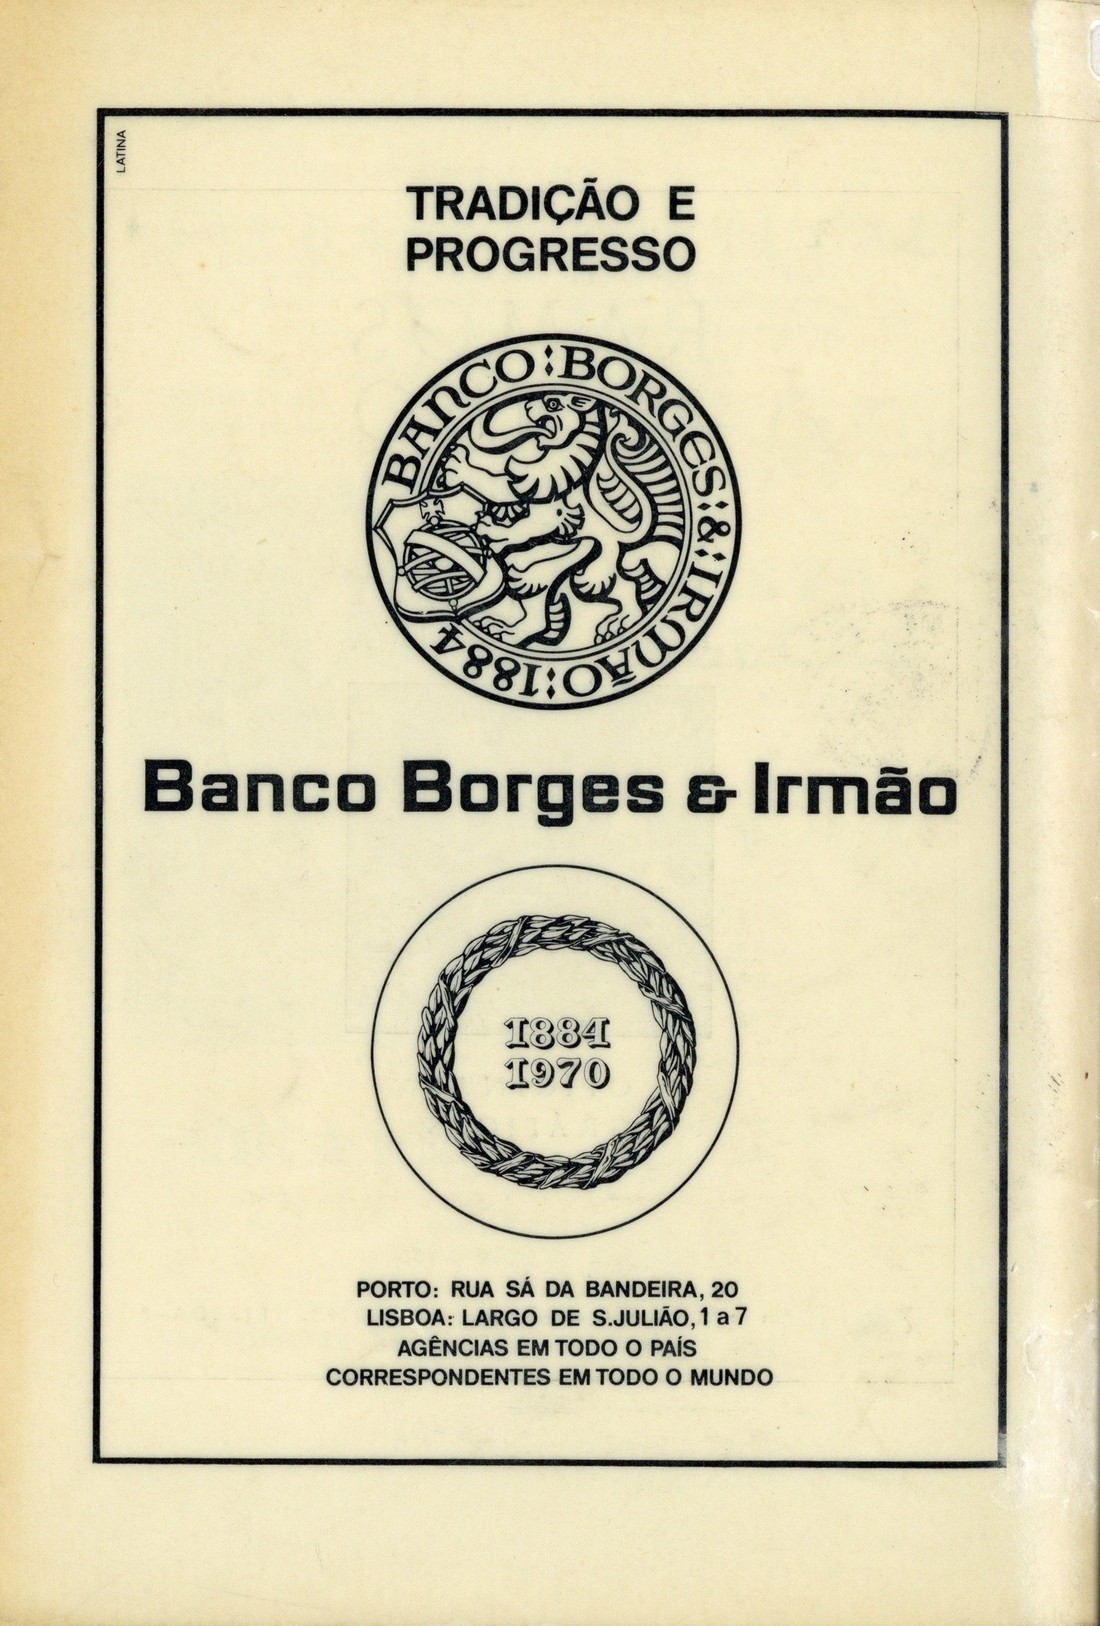 LATINA
TRADIÇÃO E
PROGRESSO
BANCO BORGES & IRMÃO 1884
Banco Borges & Irmão
1884
1970
PORTO: RUA SÁ DA BANDEIRA, 20
LISBOA: LARGO DE S.JULIÃO, 1 a 7
AGÊNCIAS EM TODO O PAÍS
CORRESPONDENTES EM TODO O MUNDO